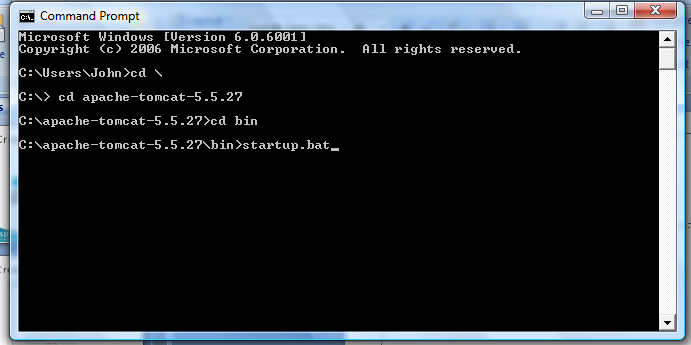 Command Prompt
Microsoft Windows [Version 6.0.6001]
Copyright (c) 2006 Microsoft Corporation.  All rights reserved.
C:\Users\John>cd \
C:\> cd apache-tomcat-5.5.27
C:\apache-tomcat-5.5.27>cd bin
C:\apache-tomcat-5.5.27\bin>startup.bat_